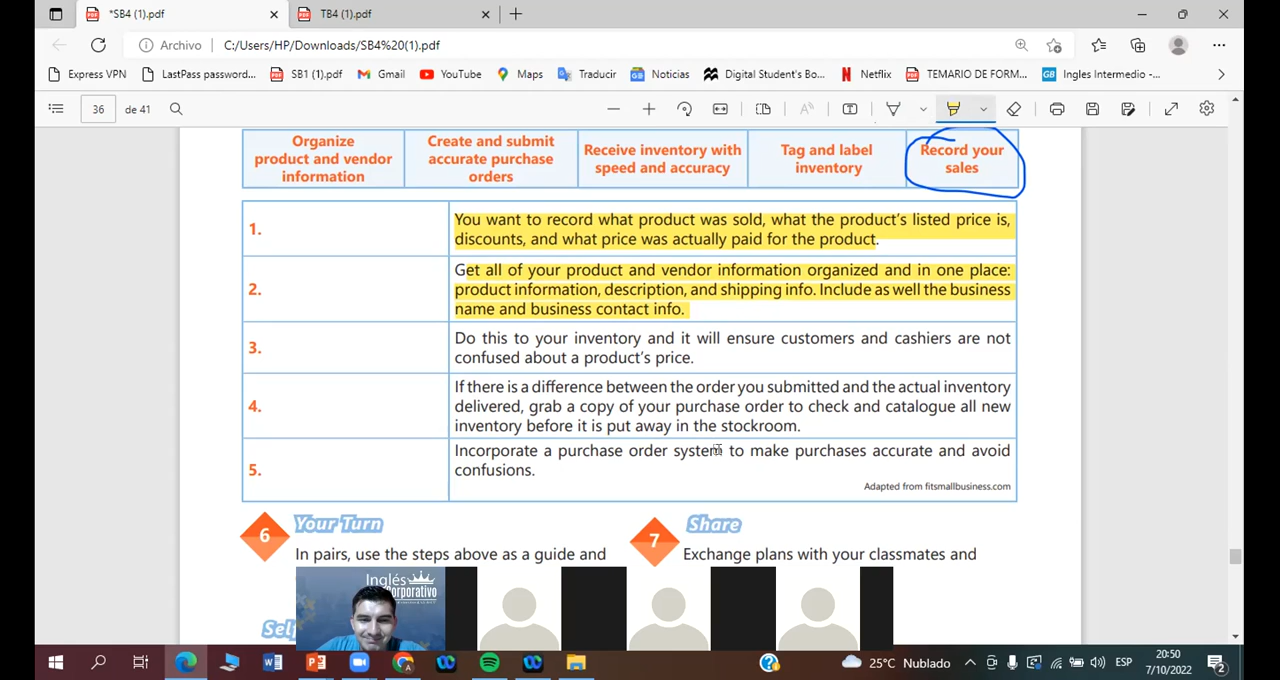 *SB4 (1).pdf
TB4 (1).pdf
Archivo
C:/Users/HP/Downloads/SB4%20(1).pdf
Express VPN
LastPass password...
SB1 (1).pdf
Gmail
YouTube
Maps
Traducir
Noticias
Digital Student's Bo...
Netflix
TEMARIO DE FORM...
Ingles Intermedio -...
36
de 41
Organize
product and vendor
information
Create and submit
accurate purchase
orders
Receive inventory with
speed and accuracy
Tag and label
inventory
Record your
sales
1.
You want to record what product was sold, what the product's listed price is,
discounts, and what price was actually paid for the product.
2.
Get all of your product and vendor information organized and in one place:
product information, description, and shipping info. Include as well the business
name and business contact info.
3.
Do this to your inventory and it will ensure customers and cashiers are not
confused about a product's price.
4.
If there is a difference between the order you submitted and the actual inventory
delivered, grab a copy of your purchase order to check and catalogue all new
inventory before it is put away in the stockroom.
5.
Incorporate a purchase order system to make purchases accurate and avoid
confusions.
Adapted from fitsmallbusiness.com
6
Your Turn
In pairs, use the steps above as a guide and
7
Share
Exchange plans with your classmates and
Inglés
Corporativo
Self
25°C Nublado
ESP
20:50
7/10/2022
2